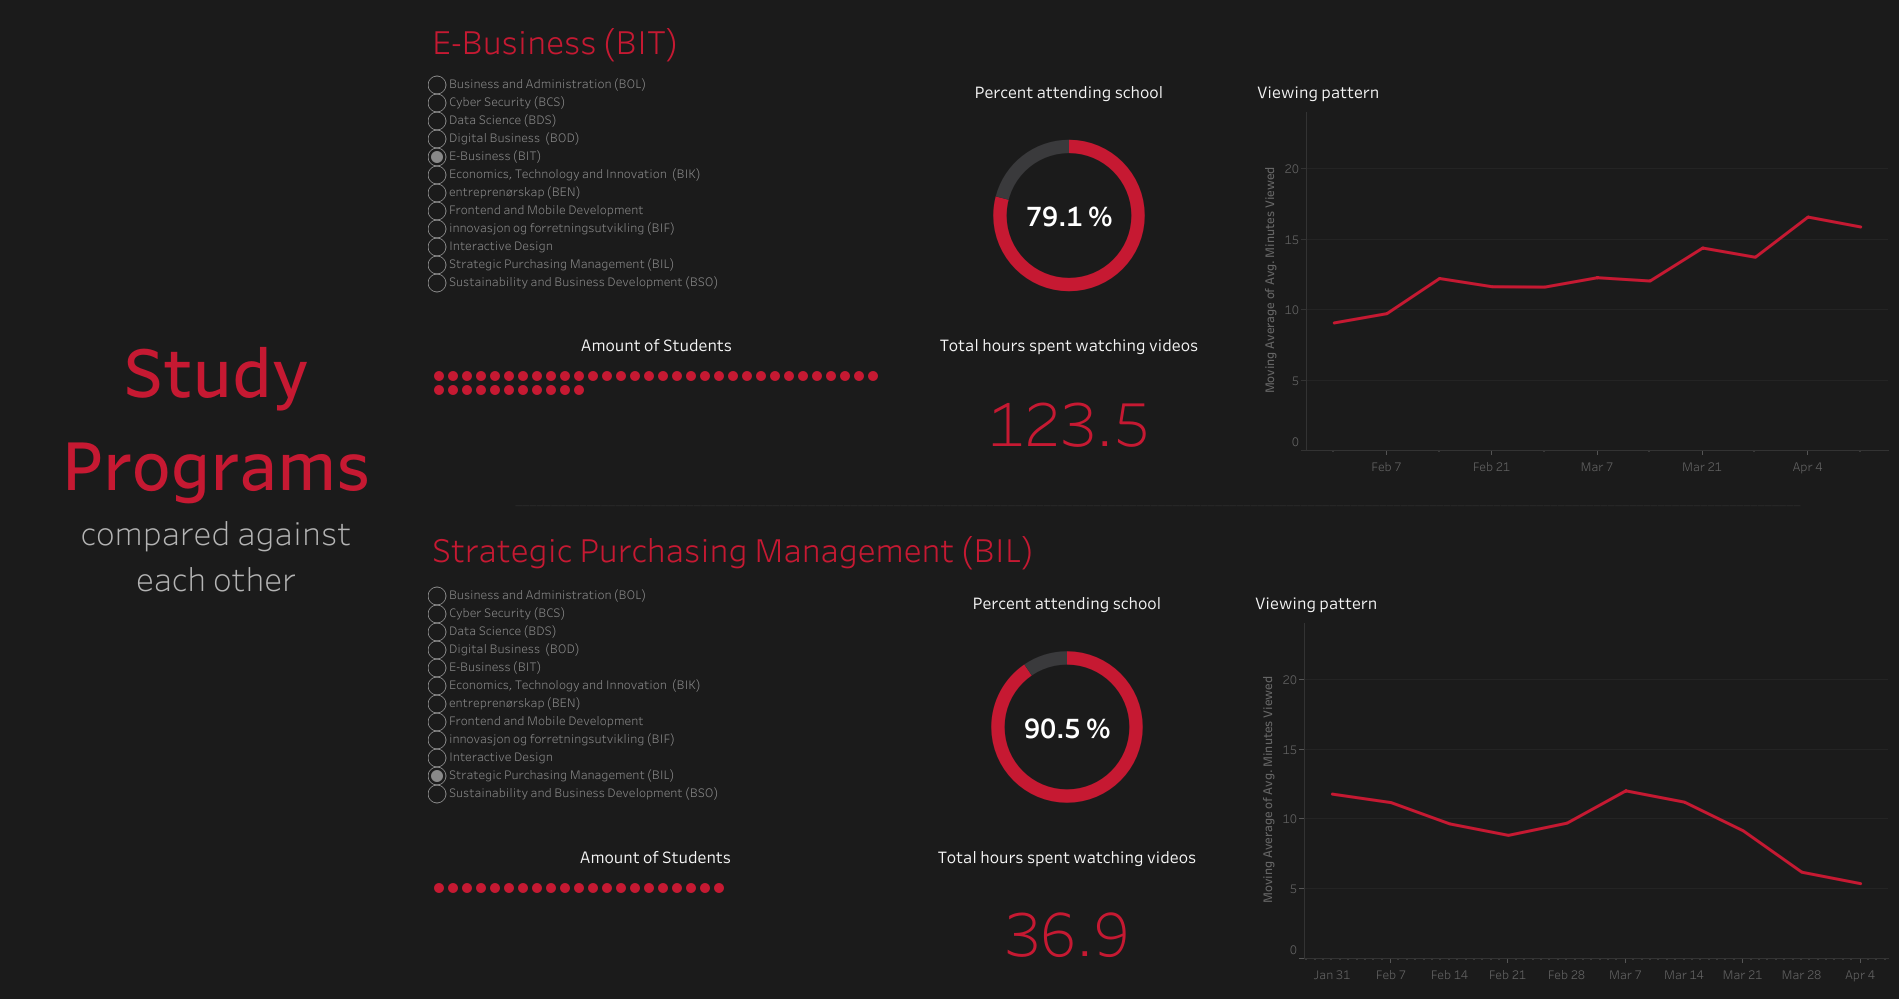 Study
Programs
compared against
each other
E-Business (BIT)
Business and Administration (BOL)
Cyber Security (BCS)
Data Science (BDS)
Digital Business  (BOD)
E-Business (BIT)
Economics, Technology and Innovation  (BIK)
entreprenørskap (BEN)
Frontend and Mobile Development
innovasjon og forretningsutvikling (BIF)
Interactive Design
Strategic Purchasing Management (BIL)
Sustainability and Business Development (BSO)
Amount of Students
Percent attending school
79.1 %
Total hours spent watching videos
123.5
Viewing pattern
Moving Average of Avg. Minutes Viewed
20
15
10
5
0
Feb 7 Feb 21 Mar 7 Mar 21 Apr 4
Strategic Purchasing Management (BIL)
Business and Administration (BOL)
Cyber Security (BCS)
Data Science (BDS)
Digital Business  (BOD)
E-Business (BIT)
Economics, Technology and Innovation  (BIK)
entreprenørskap (BEN)
Frontend and Mobile Development
innovasjon og forretningsutvikling (BIF)
Interactive Design
Strategic Purchasing Management (BIL)
Sustainability and Business Development (BSO)
Amount of Students
Percent attending school
90.5 %
Total hours spent watching videos
36.9
Viewing pattern
Moving Average of Avg. Minutes Viewed
20
15
10
5
0
Jan 31 Feb 7 Feb 14 Feb 21 Feb 28 Mar 7 Mar 14 Mar 21 Mar 28 Apr 4